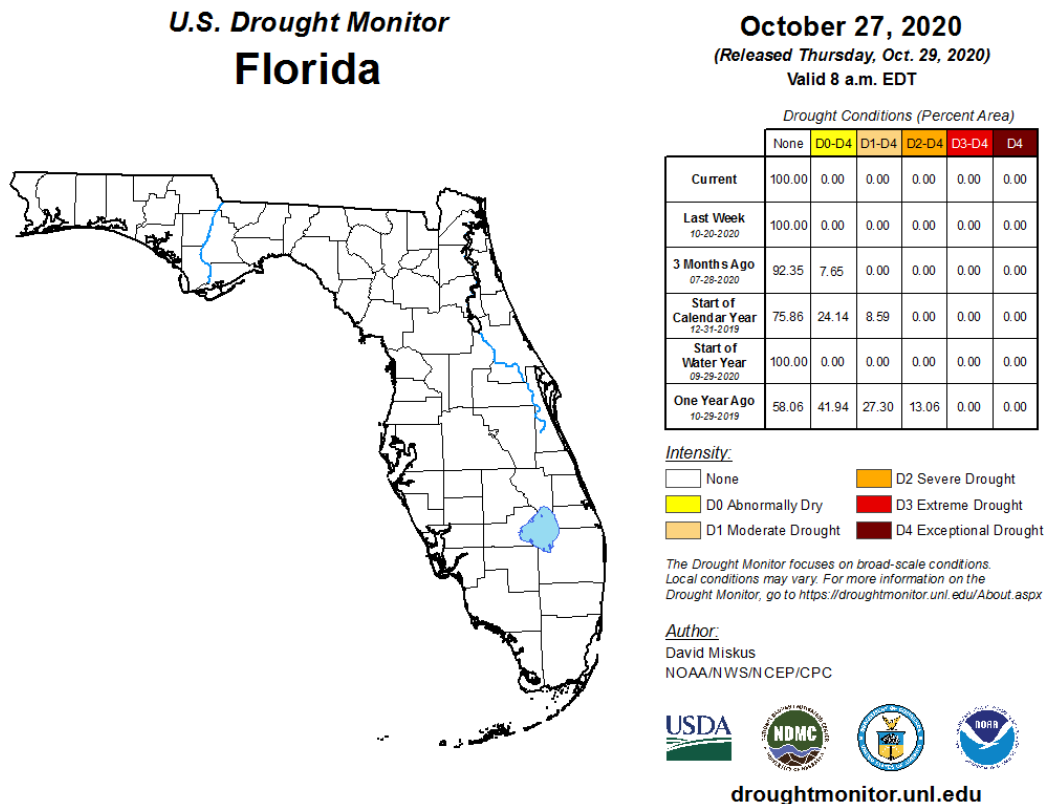 U.S. Drought Monitor
Florida
October 27, 2020
(Released Thursday, Oct. 29, 2020)
Valid 8 a.m. EDT
Drought Conditions (Percent Area)
None D0-D4 D1-D4 D2-D4 D3-D4 D4
Current 100.00 0.00 0.00 0.00 0.00 0.00
Last Week
10-20-2020 100.00 0.00 0.00 0.00 0.00 0.00
3 Months Ago
07-28-2020 92.35 7.65 0.00 0.00 0.00 0.00
Start of
Calendar Year
12-31-2019 75.86 24.14 8.59 0.00 0.00 0.00
Start of
Water Year
09-29-2020 100.00 0.00 0.00 0.00 0.00 0.00
One Year Ago
10-29-2019 58.06 41.94 27.30 13.06 0.00 0.00
Intensity:
None
D0 Abnormally Dry
D1 Moderate Drought
D2 Severe Drought
D3 Extreme Drought
D4 Exceptional Drought
The Drought Monitor focuses on broad-scale conditions.
Local conditions may vary. For more information on the
Drought Monitor, go to https://droughtmonitor.unl.edu/About.aspx
Author:
David Miskus
NOAA/NWS/NCEP/CPC
USDA
NDMC
NOAA
droughtmonitor.unl.edu